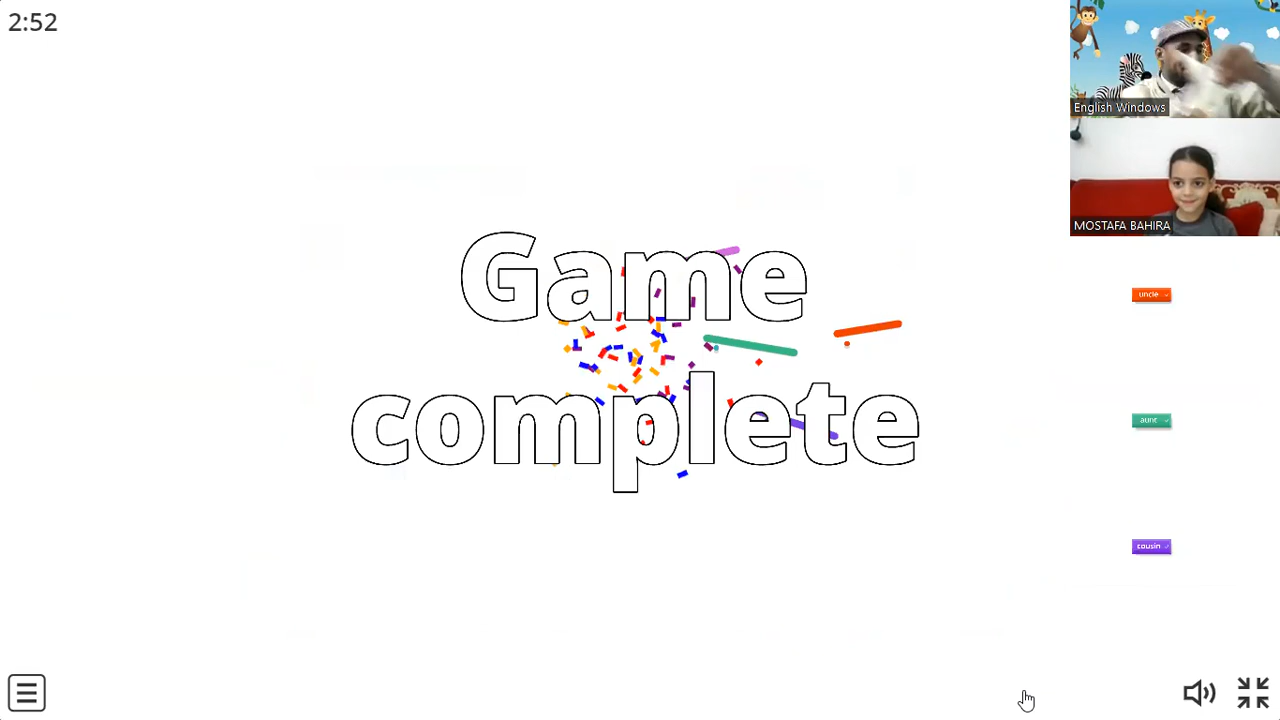 2:52
English Windows
MOSTAFA BAHIRA
Game
complete
uncle
aunt
cousin